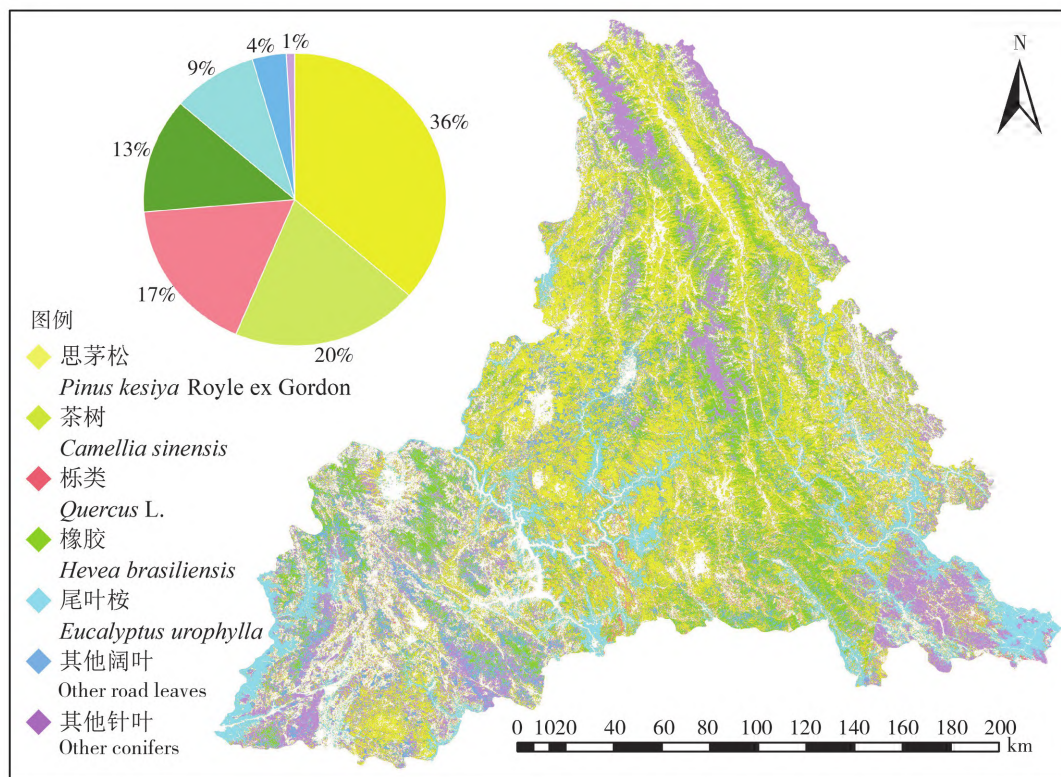 1%
4%
9%
36%
13%
17%
20%
N
图例
思茅松
Pinus kesiya Royle ex Gordon
茶树
Camellia sinensis
栎类
Quercus L.
橡胶
Hevea brasiliensis
尾叶桉
Eucalyptus urophylla
其他阔叶
Other road leaves
其他针叶
Other conifers
0 1020 40 60 80 100 120 140 160 180 200
km